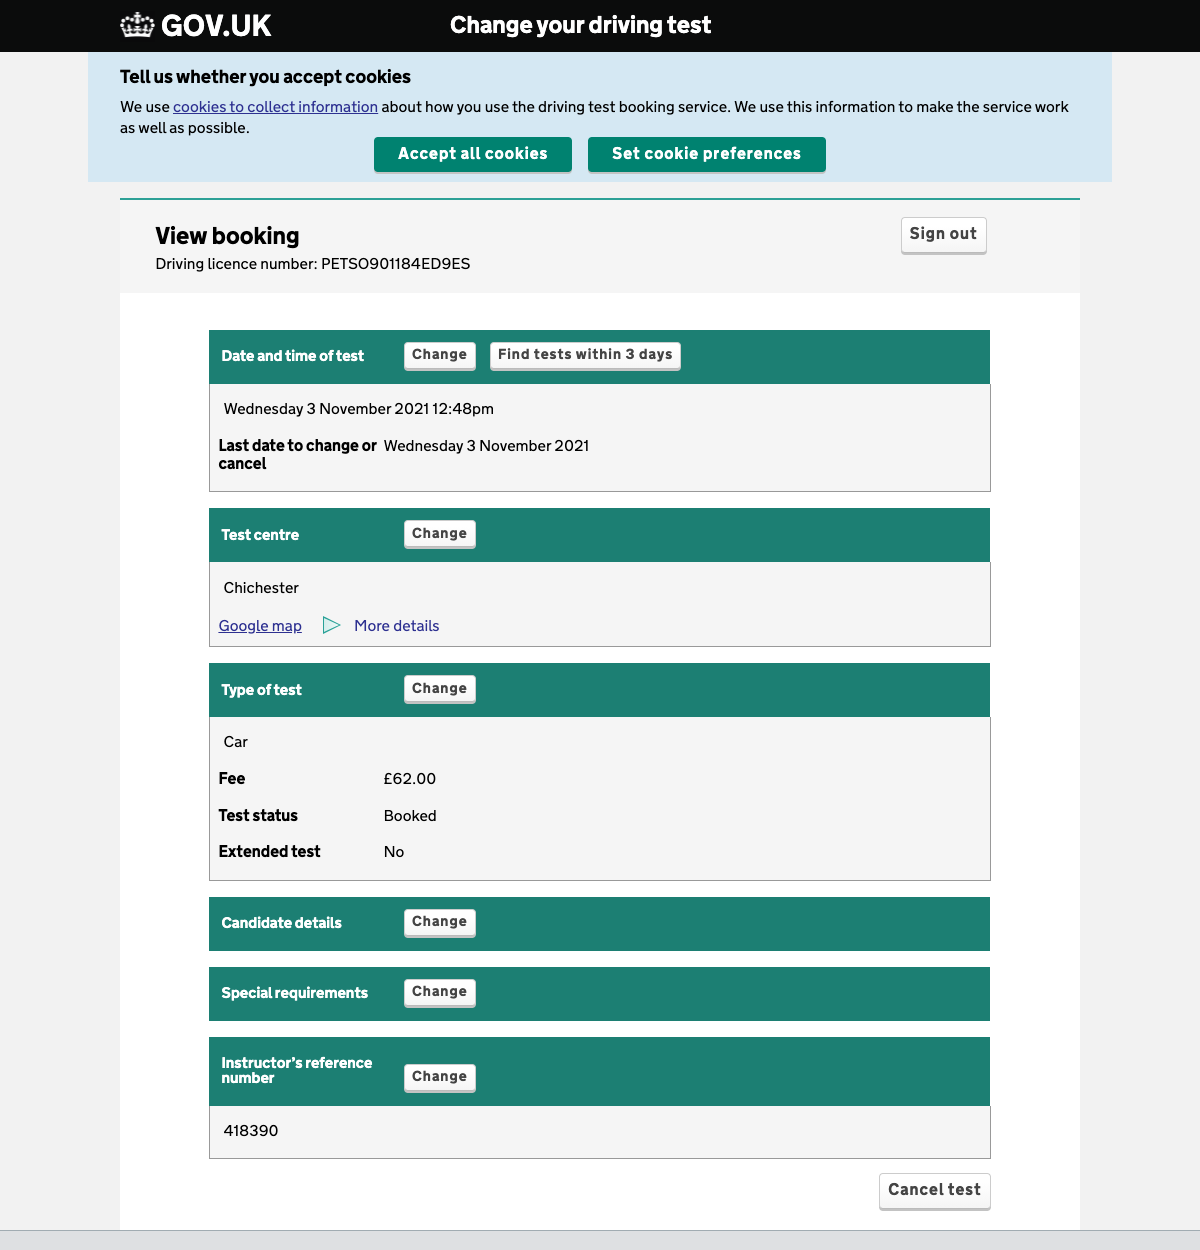 GOV.UK
Change your driving test
Tell us whether you accept cookies
We use cookies to collect information about how you use the driving test booking service. We use this information to make the service work
as well as possible.
Accept all cookies
Set cookie preferences
View booking
Sign out
Driving licence number: PETSO901184ED9ES
Date and time of test
Change
Find tests within 3 days
Wednesday 3 November 2021 12:48pm
Last date to change or
cancel
Wednesday 3 November 2021
Test centre
Change
Chichester
Google map
More details
Type of test
Change
Car
Fee
£62.00
Test status
Booked
Extended test
No
Candidate details
Change
Special requirements
Change
Instructor's reference
number
Change
418390
Cancel test